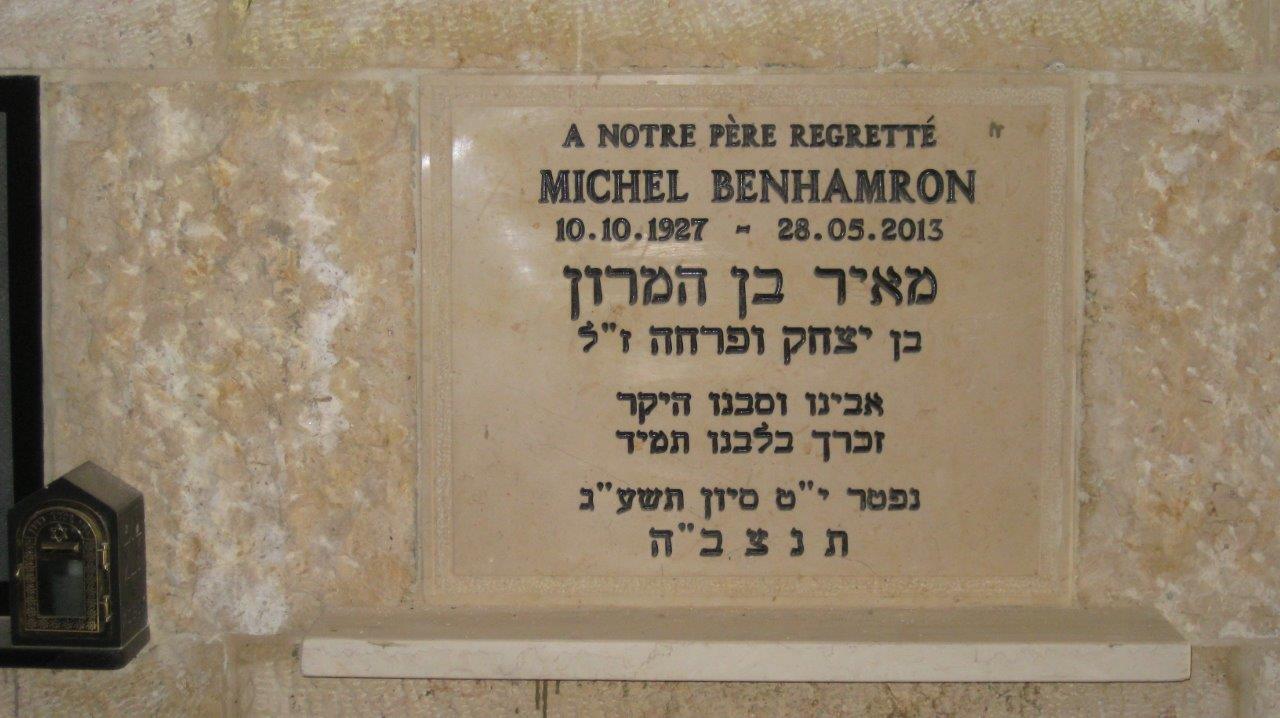 A NOTRE PÈRE REGRETTÉ
MICHEL BENHAMRON
10.10.1927 - 28.05.2013
מאיר בן המרון
בן יצחק ופרחה ז"ל
אבינו וסבנו היקר
זכרך בלבנו תמיד
נפטר י"ט סיון תשע"ג
ת נ צ ב"ה